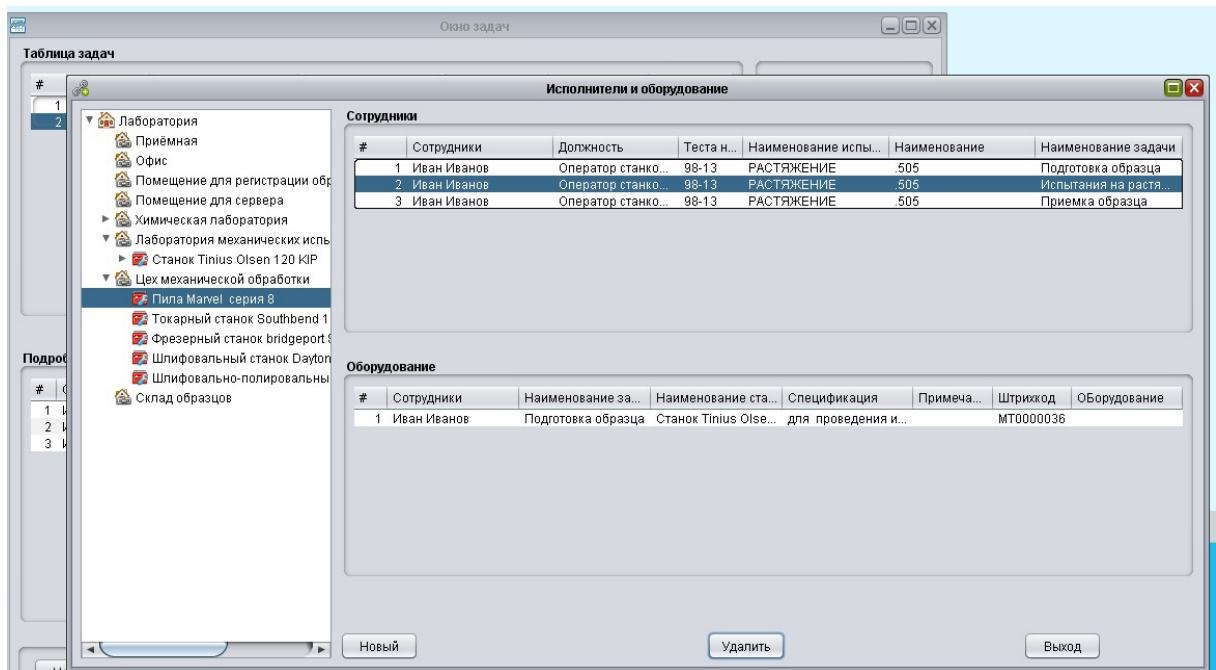 Окно задач
Таблица задач
#
1
2
Исполнители и оборудование
Лаборатория
Приёмная
Офис
Помещение для регистрации обр
Помещение для сервера
Химическая лаборатория
Лаборатория механических испь
Станок Tinius Olsen 120 KIP
Цех механической обработки
Пила Marvel серия 8
Токарный станок Southbend 1
Фрезерный станок bridgeport S
Шлифовальный станок Dayton
Шлифовально-полировальны
Склад образцов
Сотрудники
# Сотрудники Должность Теста н... Наименование испы... Наименование Наименование задачи
1 Иван Иванов Оператор станко... 98-13 РАСТЯЖЕНИЕ .505 Подготовка образца
2 Иван Иванов Оператор станко... 98-13 РАСТЯЖЕНИЕ .505 Испытания на растя...
3 Иван Иванов Оператор станко... 98-13 РАСТЯЖЕНИЕ .505 Приемка образца
Подроб
#
1
2
3
Оборудование
# Сотрудники Наименование за... Наименование ста... Спецификация Примеча... Штрихкод ОБорудование
1 Иван Иванов Подготовка образца Станок Tinius Olse... для проведения и... МТ0000036
Новый Удалить Выход